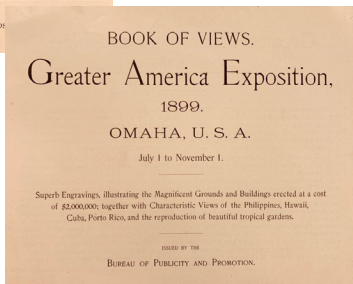 BOOK OF VIEWS.
Greater America Exposition,
1899.
OMAHA, U. S. A.
July 1 to November 1.
Superb Engravings, illustrating the Magnificent Grounds and Buildings erected at a cost
of $2,000,000; together with Characteristic Views of the Philippines, Hawaii,
Cuba, Porto Rico, and the reproduction of beautiful tropical gardens.
ISSUED BY THE
BUREAU OF PUBLICITY AND PROMOTION.